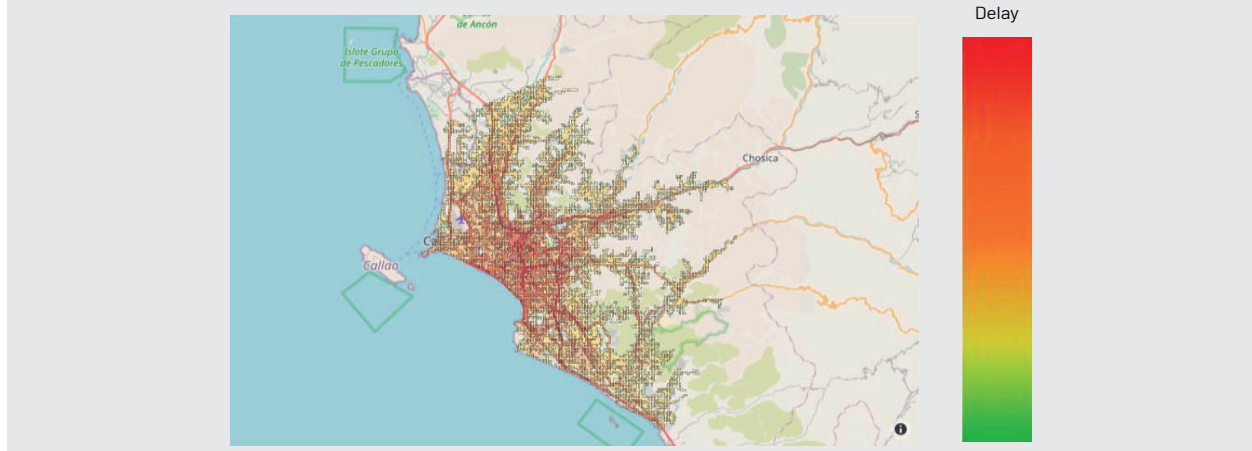 Delay
de Ancón
Islote Grupo
de Pescadores
Chosica
Callao